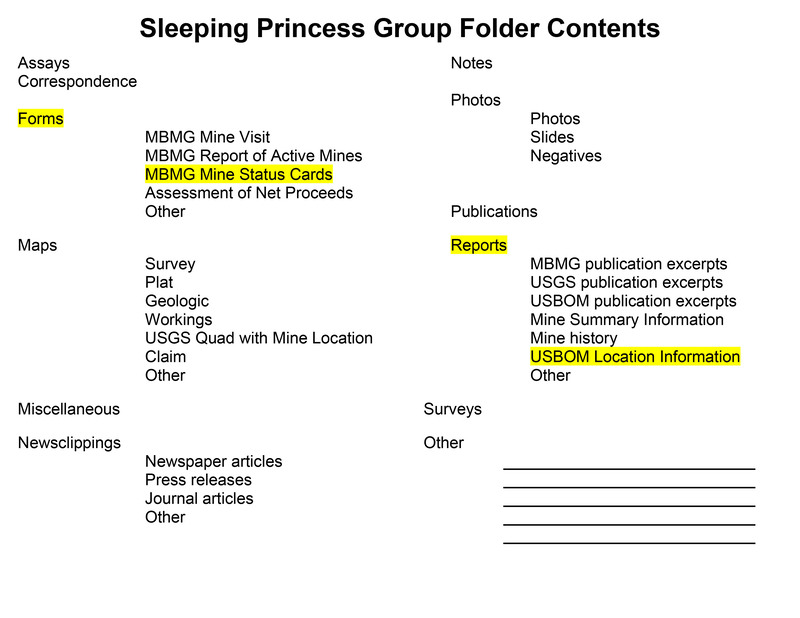 Sleeping Princess Group Folder Contents
Assays
Correspondence
Forms
MBMG Mine Visit
MBMG Report of Active Mines
MBMG Mine Status Cards
Assessment of Net Proceeds
Other
Maps
Survey
Plat
Geologic
Workings
USGS Quad with Mine Location
Claim
Other
Miscellaneous
Newsclippings
Newspaper articles
Press releases
Journal articles
Other
Notes
Photos
Photos
Slides
Negatives
Publications
Reports
MBMG publication excerpts
USGS publication excerpts
USBOM publication excerpts
Mine Summary Information
Mine history
USBOM Location Information
Other
Surveys
Other